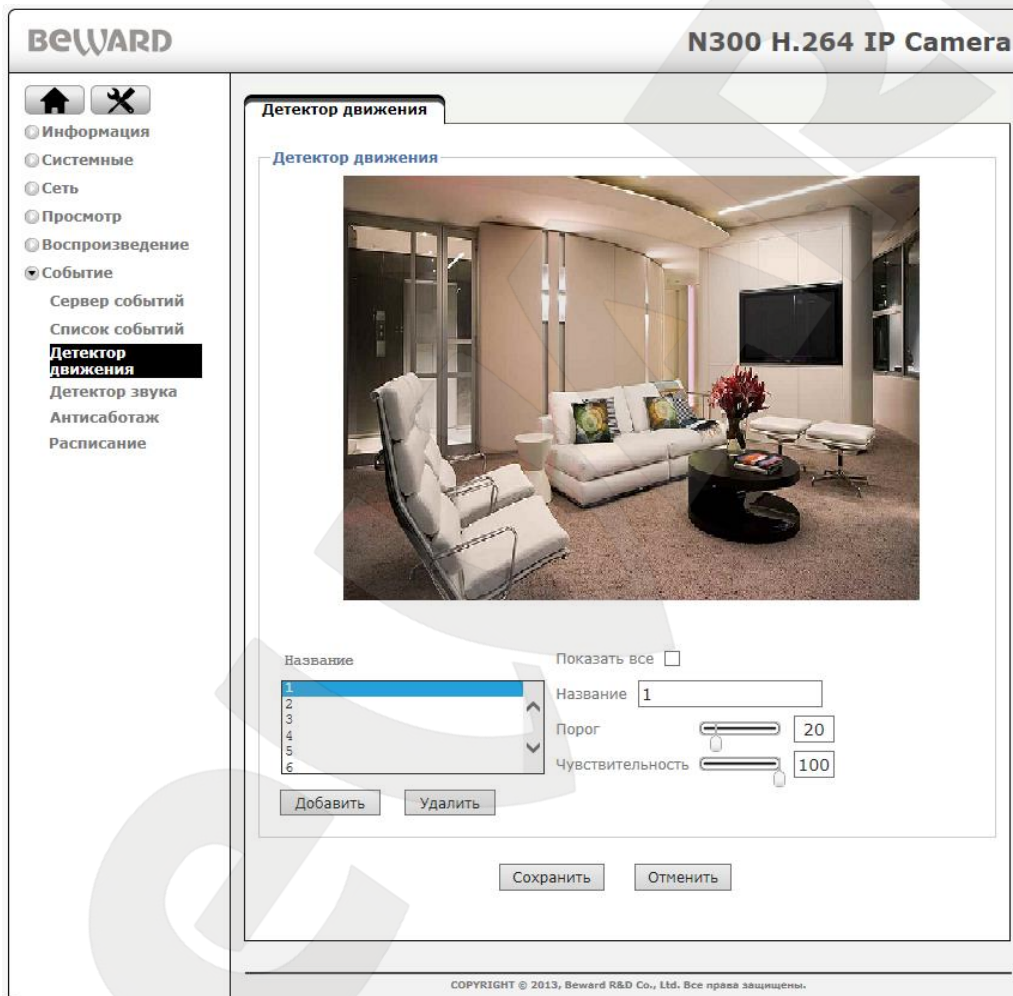 BEWARD
N300 H.264 IP Camera
Информация
Системные
Сеть
Просмотр
Воспроизведение
Событие
Сервер событий
Список событий
Детектор
движения
Детектор звука
Антисаботаж
Расписание
Детектор движения
Детектор движения
Название
1
2
3
4
5
6
Добавить Удалить
Показать все
Название 1
Порог 20
Чувствительность 100
Сохранить Отменить
COPYRIGHT © 2013, Beward R&D Co., Ltd. Все права защищены.